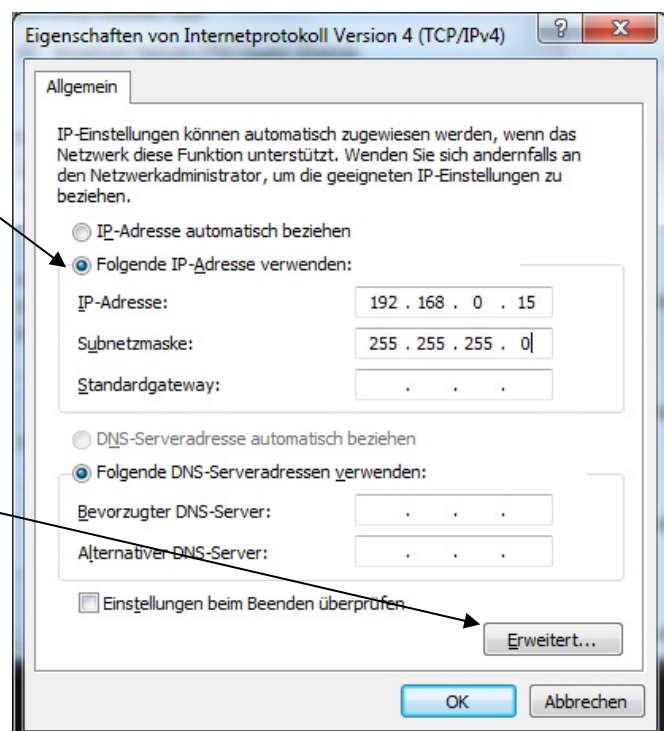 Eigenschaften von Internetprotokoll Version 4 (TCP/IPv4)
?
Allgemein
IP-Einstellungen können automatisch zugewiesen werden, wenn das
Netzwerk diese Funktion unterstützt. Wenden Sie sich andernfalls an
den Netzwerkadministrator, um die geeigneten IP-Einstellungen zu
beziehen.
IP-Adresse automatisch beziehen
Folgende IP-Adresse verwenden:
IP-Adresse: 192 . 168 . 0 . 15
Subnetzmaske: 255 . 255 . 255 . 0
Standardgateway: . . .
DNS-Serveradresse automatisch beziehen
Folgende DNS-Serveradressen verwenden:
Bevorzugter DNS-Server: . . .
Alternativer DNS-Server: . . .
Einstellungen beim Beenden überprüfen
Erweitert...
OK Abbrechen